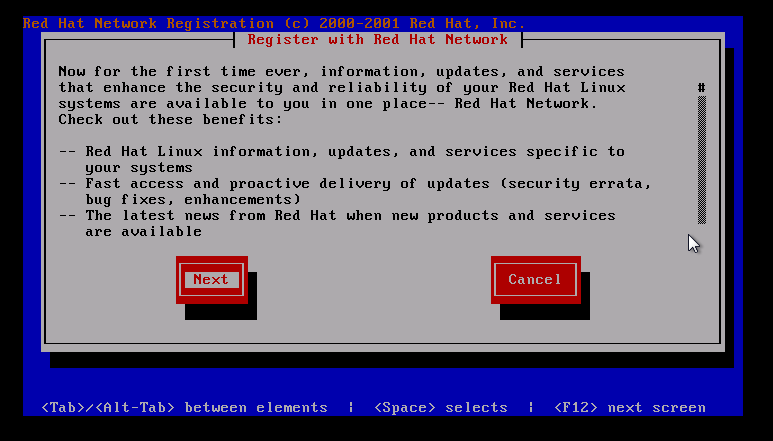 Red Hat Network Registration (c) 2000-2001 Red Hat, Inc.
Register with Red Hat Network
Now for the first time ever, information, updates, and services
that enhance the security and reliability of your Red Hat Linux
systems are available to you in one place-- Red Hat Network.
Check out these benefits:
-- Red Hat Linux information, updates, and services specific to
your systems
-- Fast access and proactive delivery of updates (security errata,
bug fixes, enhancements)
-- The latest news from Red Hat when new products and services
are available
#
Next
Cancel
<Tab>/<Alt-Tab> between elements | <Space> selects | <F12> next screen